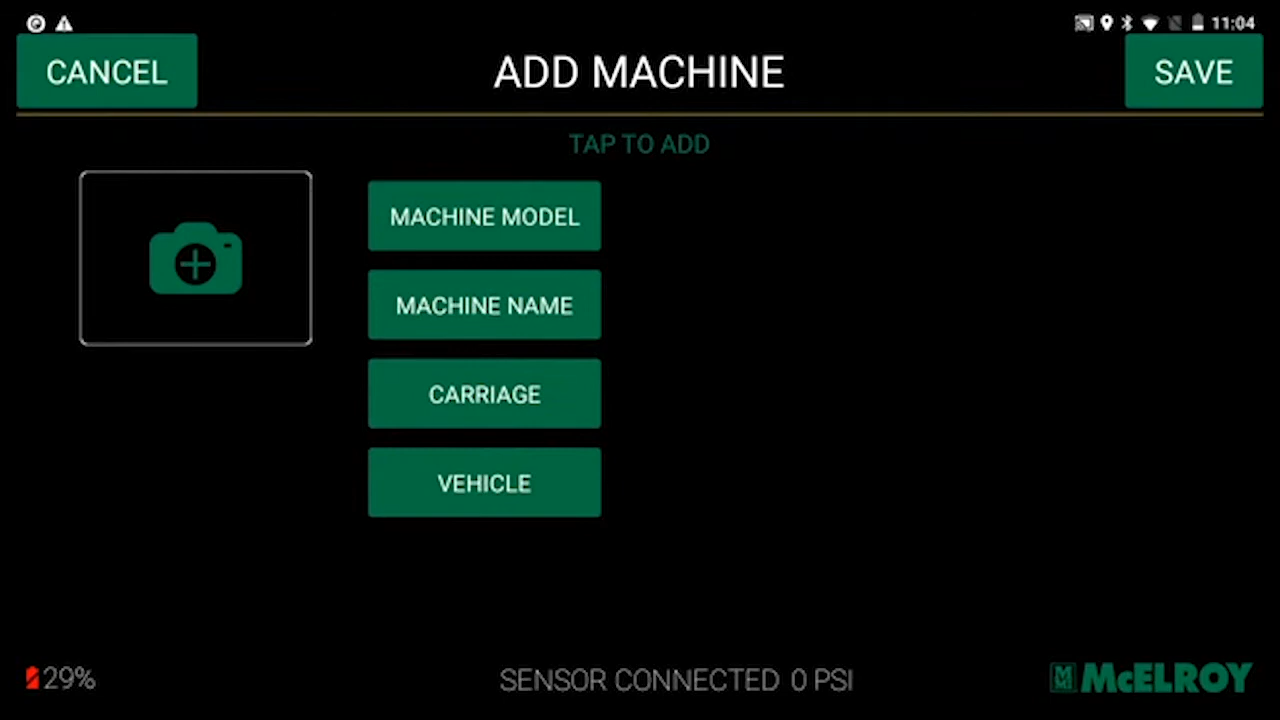 11:04
CANCEL
ADD MACHINE
SAVE
TAP TO ADD
MACHINE MODEL
MACHINE NAME
CARRIAGE
VEHICLE
29%
SENSOR CONNECTED 0 PSI
McELROY